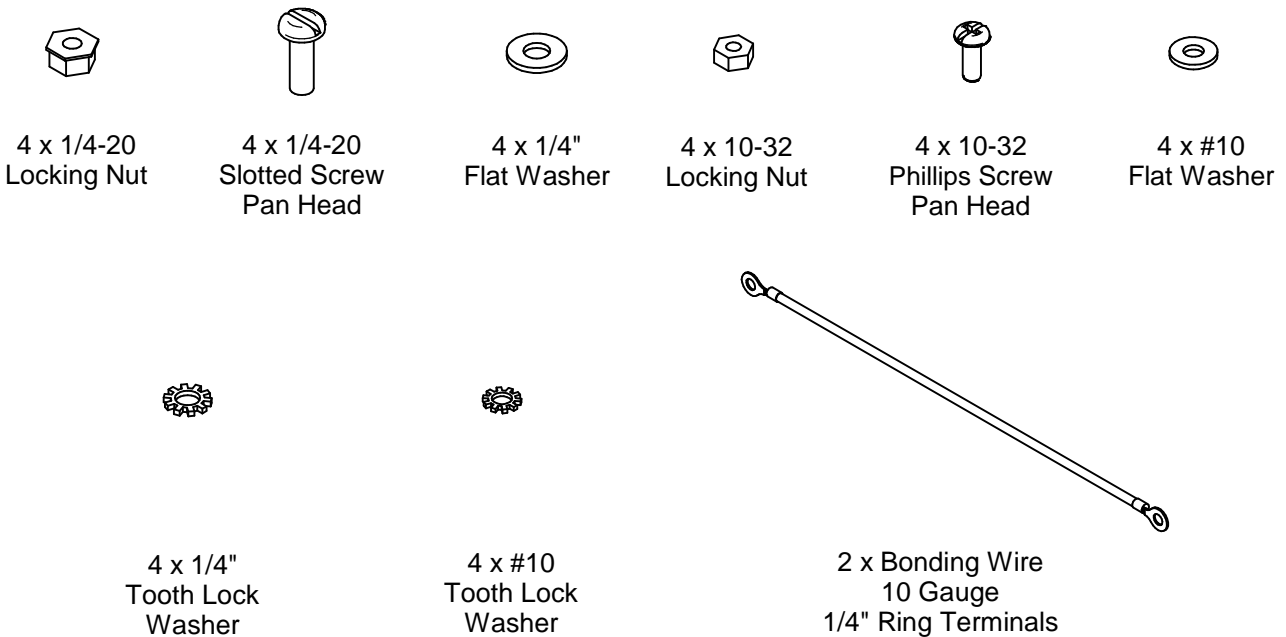 4 x 1/4-20
Locking Nut
4 x 1/4-20
Slotted Screw
Pan Head
4 x 1/4"
Flat Washer
4 x 10-32
Locking Nut
4 x 10-32
Phillips Screw
Pan Head
4 x #10
Flat Washer
4 x 1/4"
Tooth Lock
Washer
4 x #10
Tooth Lock
Washer
2 x Bonding Wire
10 Gauge
1/4" Ring Terminals